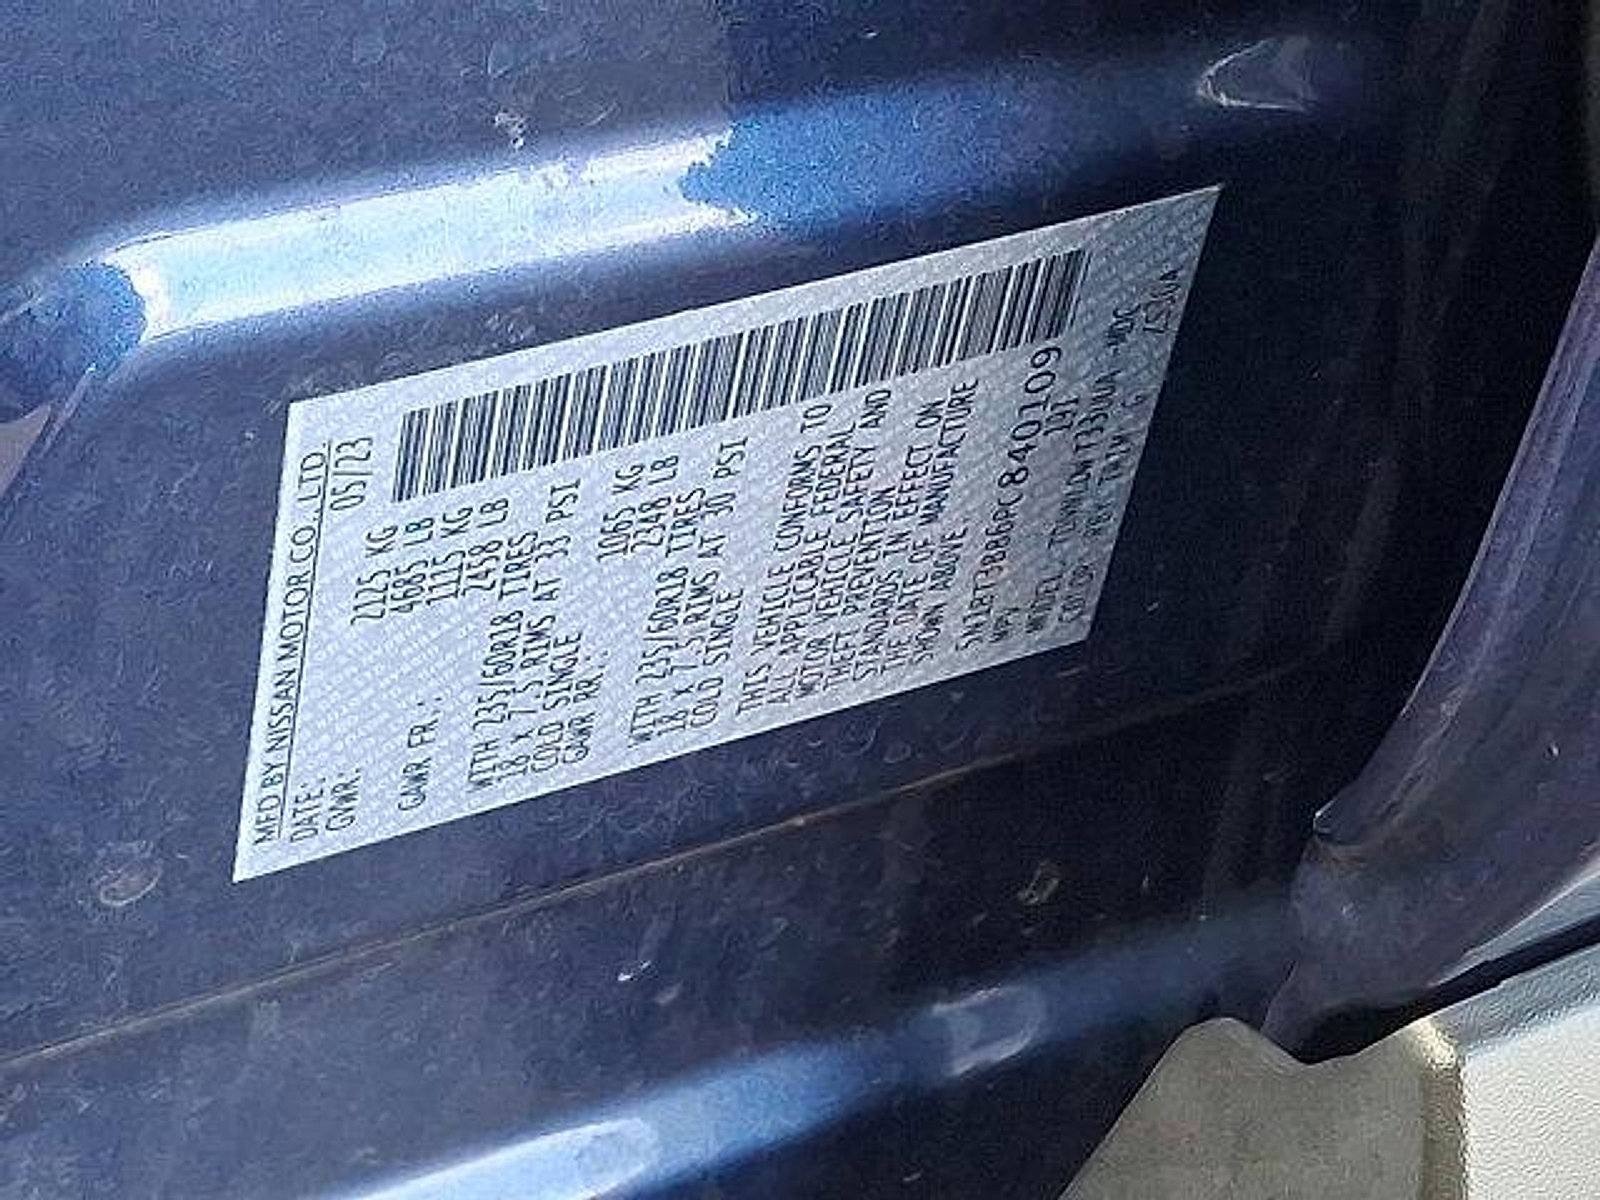 MFD BY NISSAN MOTOR CO., LTD.
DATE: 05/23
GVWR: 2125 KG
4685 LB
GAWR FR.: 1115 KG
2458 LB
WITH 235/60R18 TIRES
18 x 7.5 RIMS AT 33 PSI
COLD SINGLE
GAWR RR.: 1065 KG
2348 LB
WITH 235/60R18 TIRES
18 X 7.5 RIMS AT 30 PSI
COLD SINGLE
THIS VEHICLE CONFORMS TO
ALL APPLICABLE FEDERAL
MOTOR VEHICLE SAFETY AND
THEFT PREVENTION
STANDARDS IN EFFECT ON
THE DATE OF MANUFACTURE
SHOWN ABOVE
840109
MPV 191
MODEL:
COLOR: TRIM: